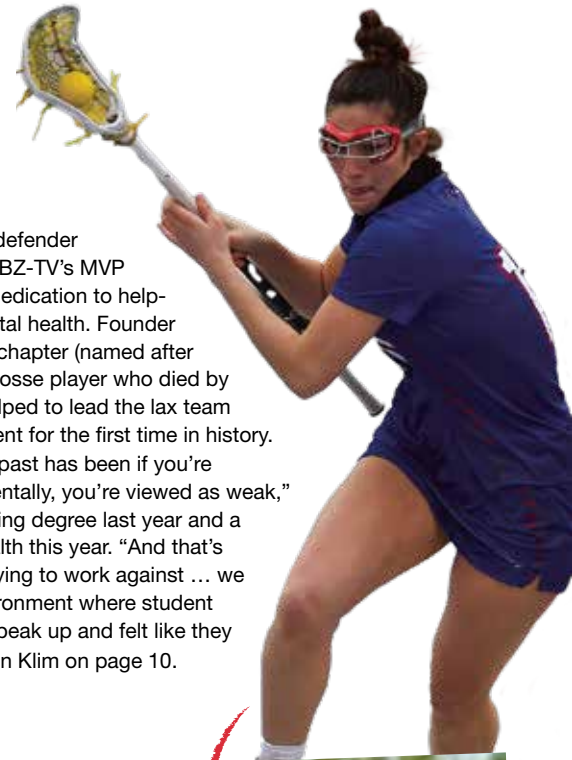 defender
BZ-TV's MVP
edication to help-
tal health. Founder
chapter (named after
osse player who died by
lped to lead the lax team
ent for the first time in history.
past has been if you're
entally, you're viewed as weak,"
ing degree last year and a
lth this year. "And that's
ying to work against … we
ronment where student
peak up and felt like they
n Klim on page 10.